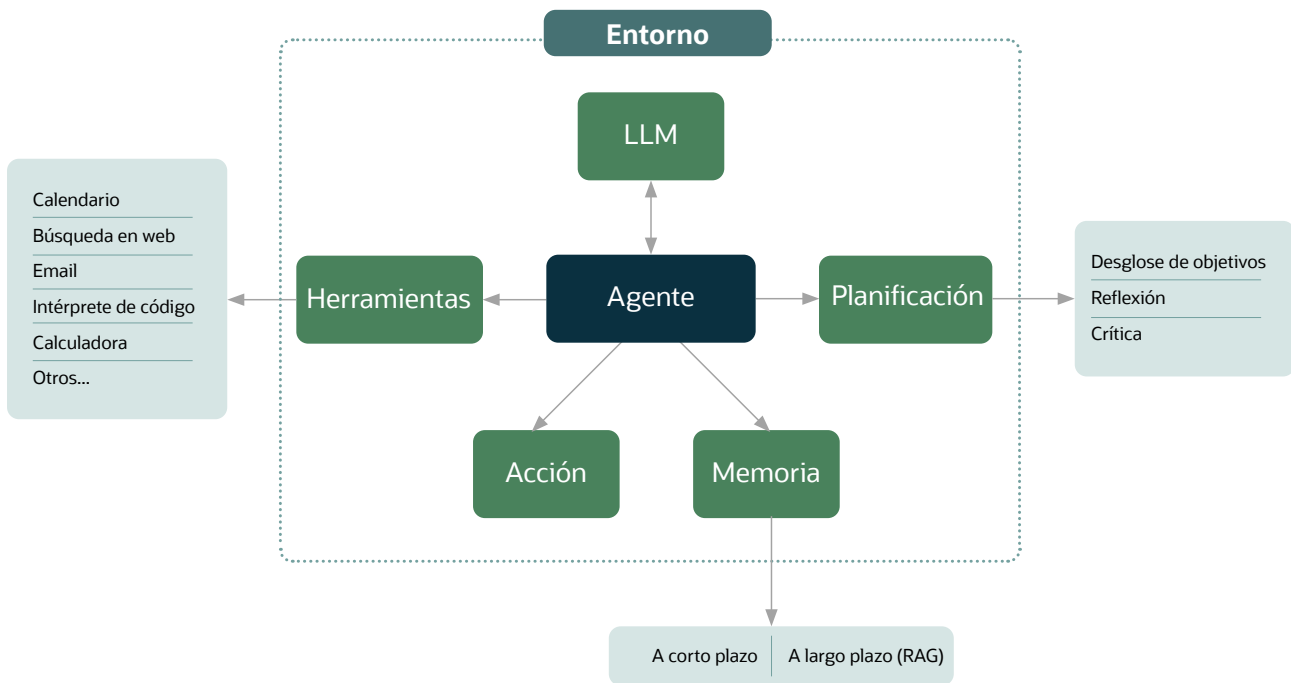 Entorno
LLM
Calendario
Búsqueda en web
Email
Intérprete de código
Calculadora
Otros...
Herramientas
Agente
Planificación
Desglose de objetivos
Reflexión
Crítica
Acción
Memoria
A corto plazo
A largo plazo (RAG)